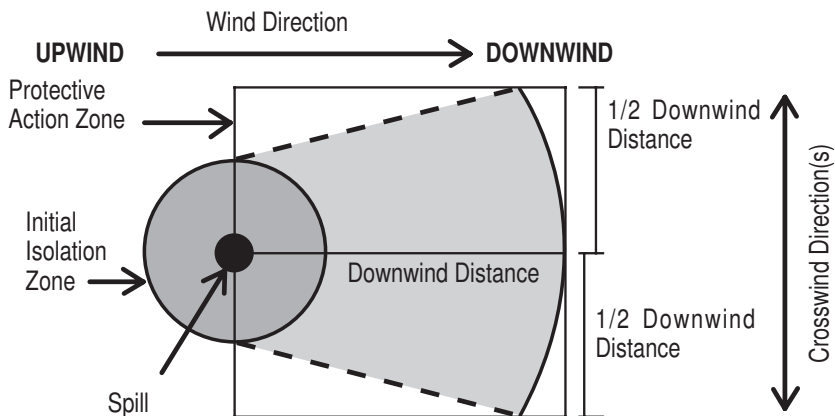 Wind Direction
UPWIND
DOWNWIND
Protective
Action Zone
1/2 Downwind
Distance
Crosswind Direction(s)
Initial
Isolation
Zone
Downwind Distance
1/2 Downwind
Distance
Spill